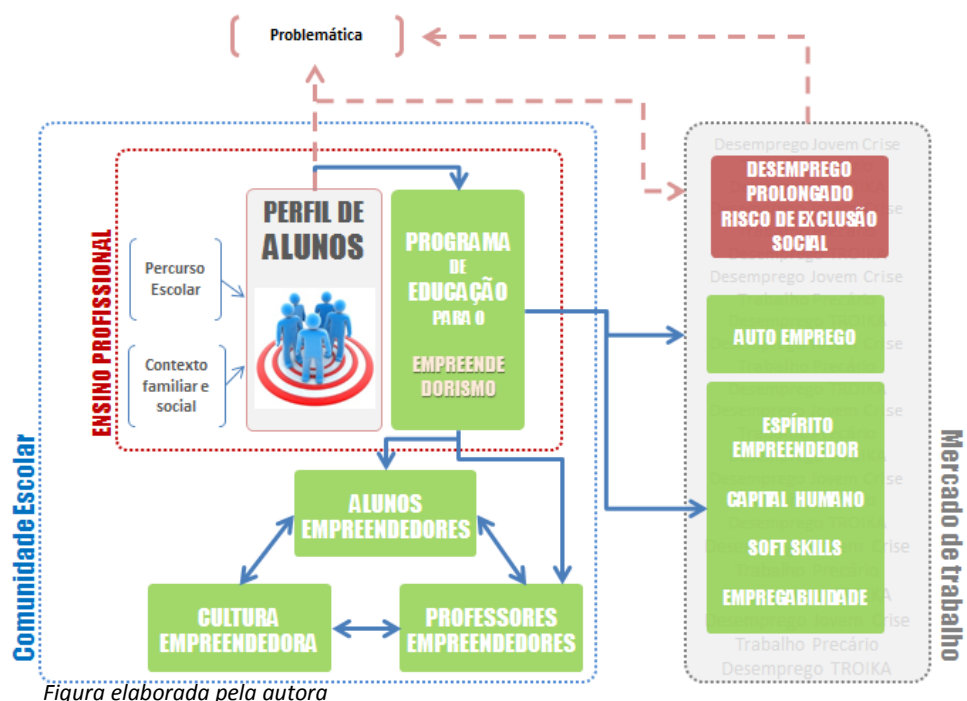 Problemática
Comunidade Escolar
ENSINO PROFISSIONAL
Percurso
Escolar
Contexto
familiar e
social
PERFIL DE
ALUNOS
PROGRAMA
DE
EDUCAÇÃO
PARA O
EMPREENDE
DORISMO
ALUNOS
EMPREENDEDORES
CULTURA
EMPREENDEDORA
PROFESSORES
EMPREENDEDORES
Desemprego Jovem Crise
DESEMPREGO
PROLONGADO
RISCO DE EXCLUSÃO
SOCIAL
Desemprego Jovem Crise
AUTO EMPREGO
ESPÍRITO
EMPREENDEDOR
CAPITAL HUMANO
SOFT SKILLS
EMPREGABILIDADE
Trabalho Precário
Desemprego TROIKA
Mercado de trabalho
Figura elaborada pela autora